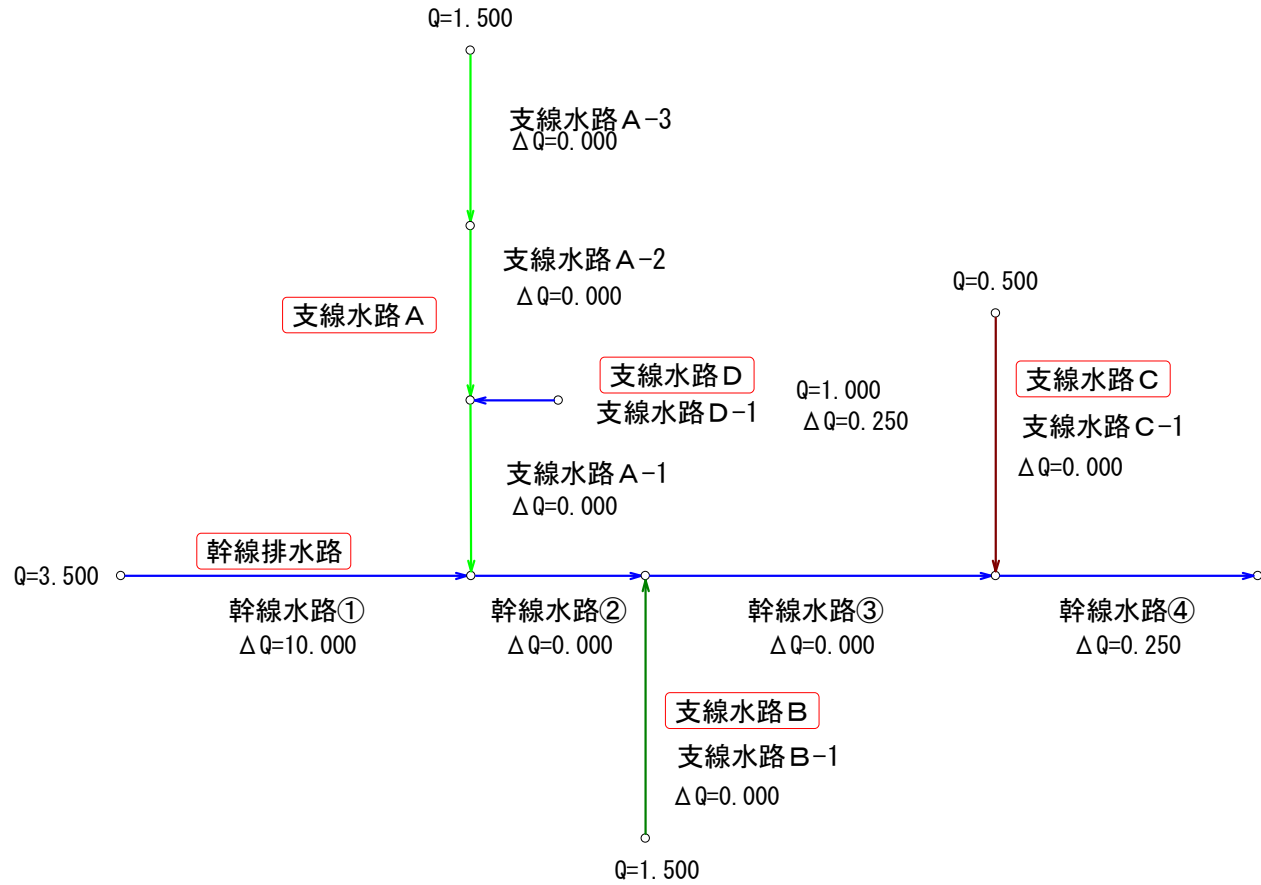 Q=1.500
支線水路A-3
ΔQ=0.000
支線水路A-2
ΔQ=0.000
支線水路A
Q=0.500
支線水路D
支線水路D-1
Q=1.000
ΔQ=0.250
支線水路C
支線水路C-1
ΔQ=0.000
支線水路A-1
ΔQ=0.000
幹線排水路
Q=3.500
幹線水路①
ΔQ=10.000
幹線水路②
ΔQ=0.000
幹線水路③
ΔQ=0.000
幹線水路④
ΔQ=0.250
支線水路B
支線水路B-1
ΔQ=0.000
Q=1.500